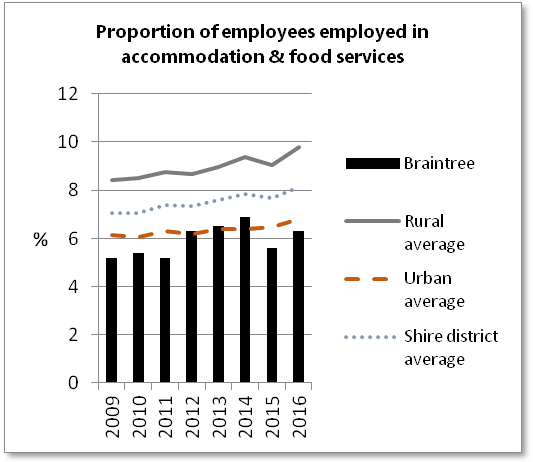 Proportion of employees employed in
accommodation & food services
12
10
8
6
4
2
0
%
2009
2010
2011
2012
2013
2014
2015
2016
Braintree
Rural
average
Urban
average
Shire district
average